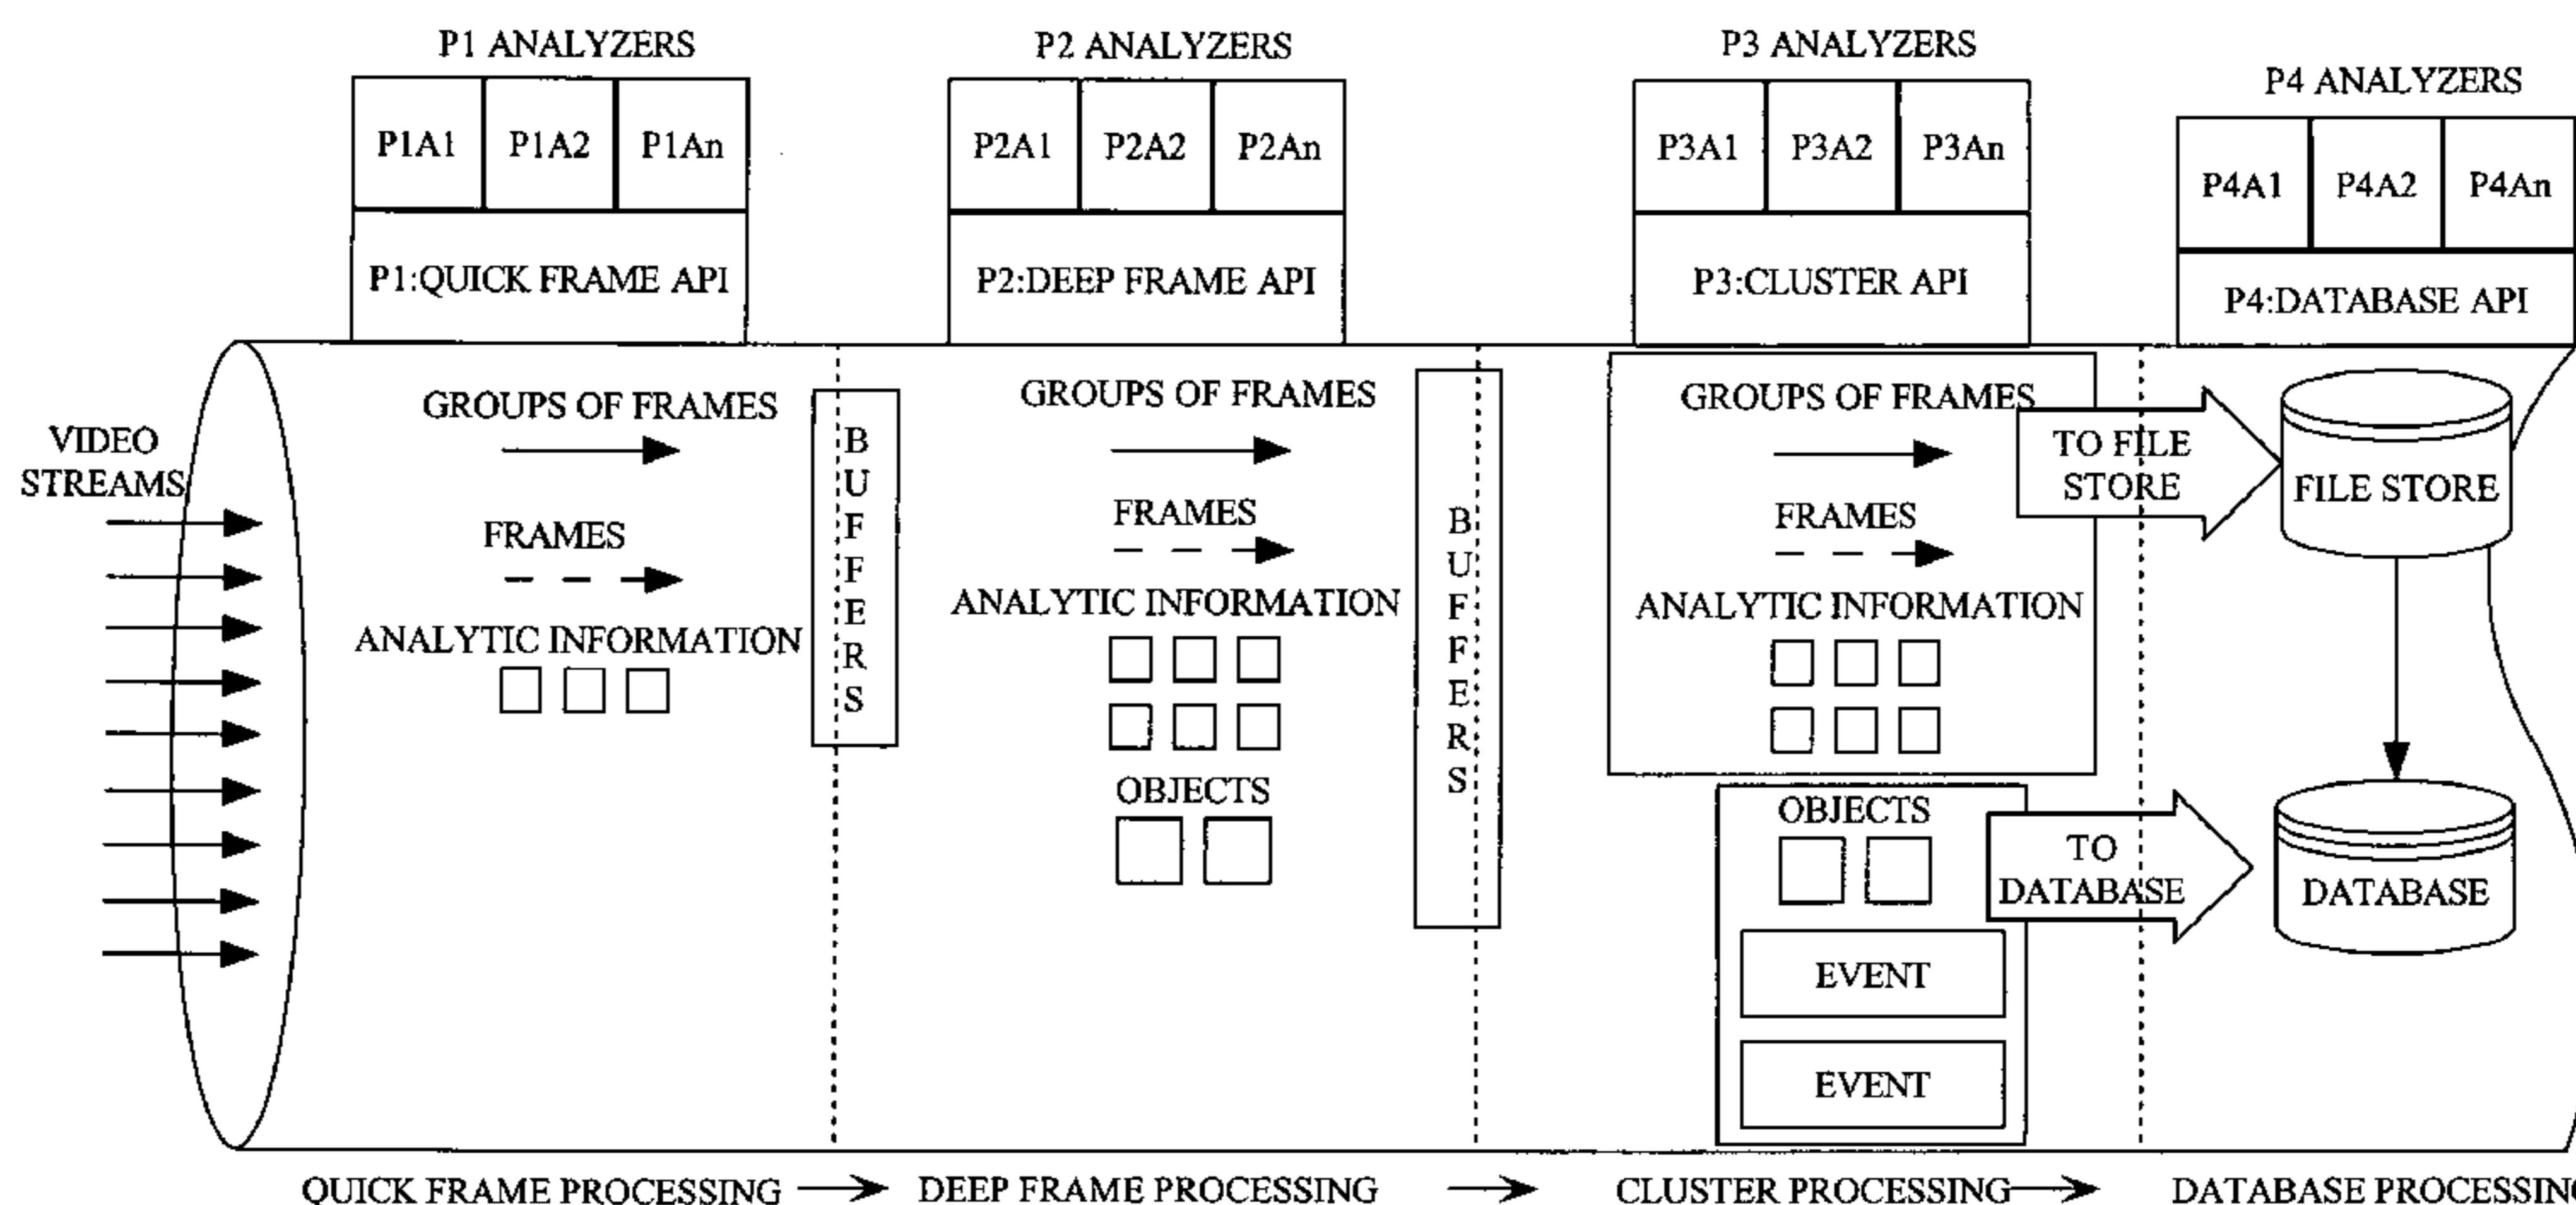 P1 ANALYZERS
P2 ANALYZERS
P3 ANALYZERS
P4 ANALYZERS
P1A1 P1A2 P1An
P2A1 P2A2 P2An
P3A1 P3A2 P3An
P4A1 P4A2 P4An
P1:QUICK FRAME API
P2:DEEP FRAME API
P3:CLUSTER API
P4:DATABASE API
VIDEO
STREAMS
GROUPS OF FRAMES
FRAMES
ANALYTIC INFORMATION
BUFFERS
GROUPS OF FRAMES
FRAMES
ANALYTIC INFORMATION
OBJECTS
BUFFERS
GROUPS OF FRAMES
FRAMES
ANALYTIC INFORMATION
OBJECTS
EVENT
EVENT
TO FILE
STORE
FILE STORE
TO
DATABASE
DATABASE
QUICK FRAME PROCESSING
DEEP FRAME PROCESSING
CLUSTER PROCESSING
DATABASE PROCESSING